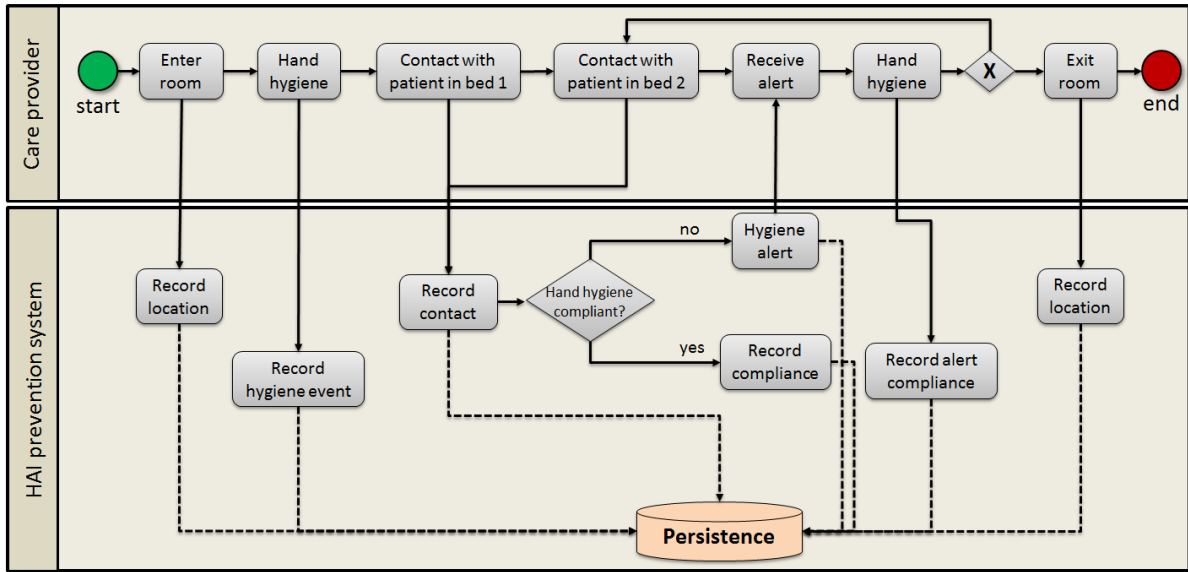 Care provider
start
Enter
room
Hand
hygiene
Contact with
patient in bed 1
Contact with
patient in bed 2
Receive
alert
Hand
hygiene
X
Exit
room
end
HAI prevention system
Record
location
Record
hygiene event
Record
contact
Hand hygiene
compliant?
no
Hygiene
alert
yes
Record
compliance
Record alert
compliance
Record
location
Persistence